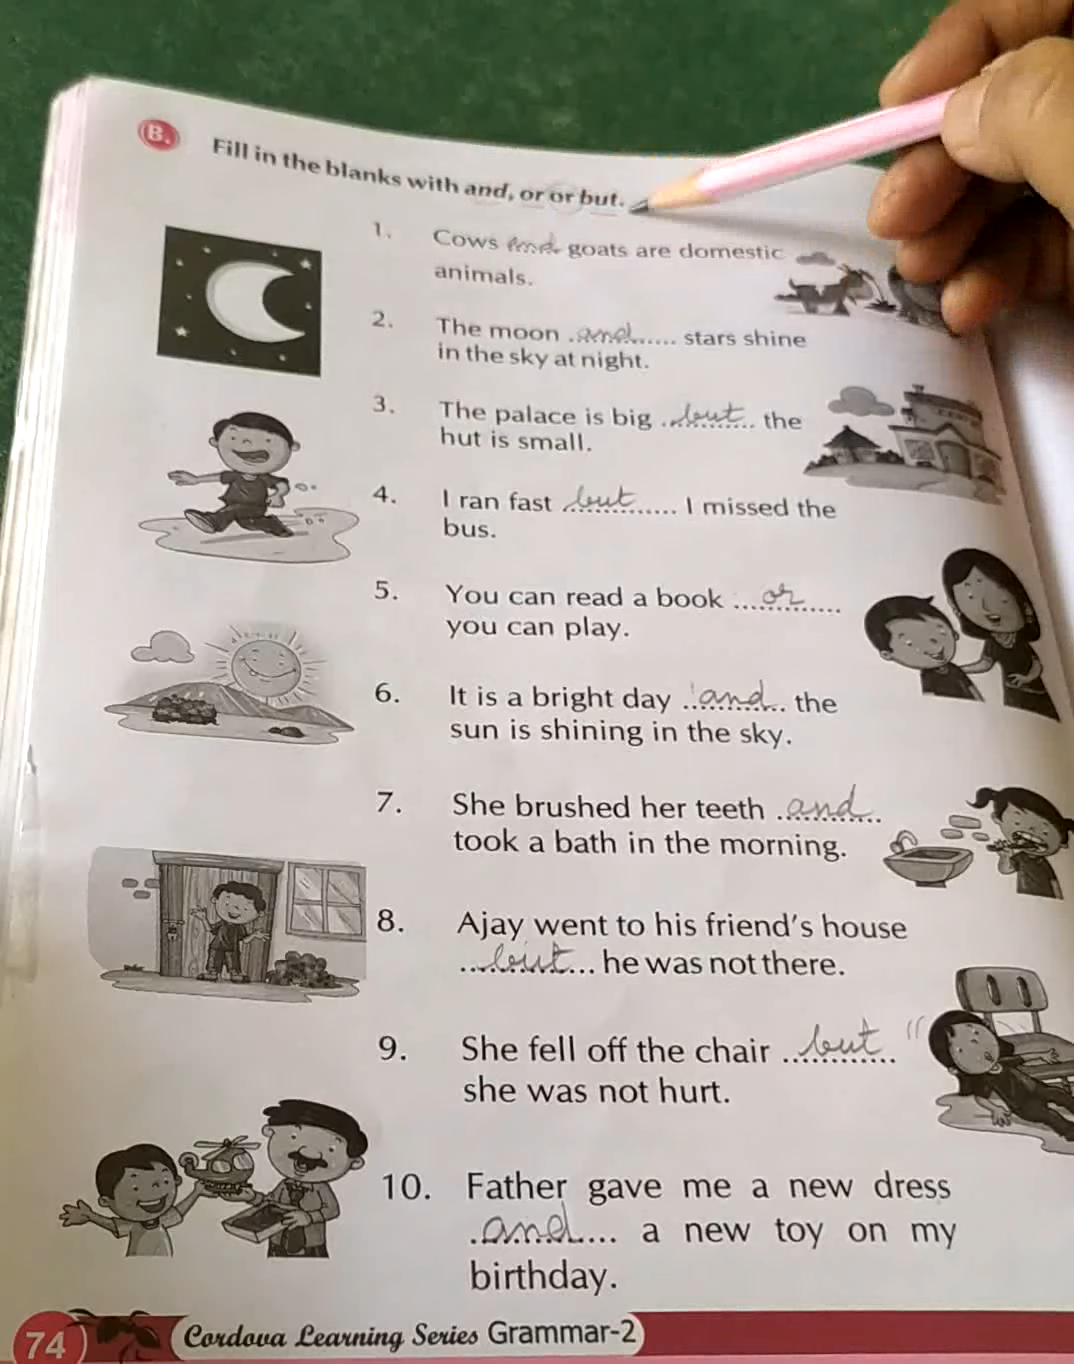 B. Fill in the blanks with and, or or but.
1. Cows and goats are domestic
animals.
2. The moon and stars shine
in the sky at night.
3. The palace is big but the
hut is small.
4. I ran fast but I missed the
bus.
5. You can read a book or
you can play.
6. It is a bright day and the
sun is shining in the sky.
7. She brushed her teeth and
took a bath in the morning.
8. Ajay went to his friend's house
but he was not there.
9. She fell off the chair but
she was not hurt.
10. Father gave me a new dress
and a new toy on my
birthday.
74 Cordova Learning Series Grammar-2